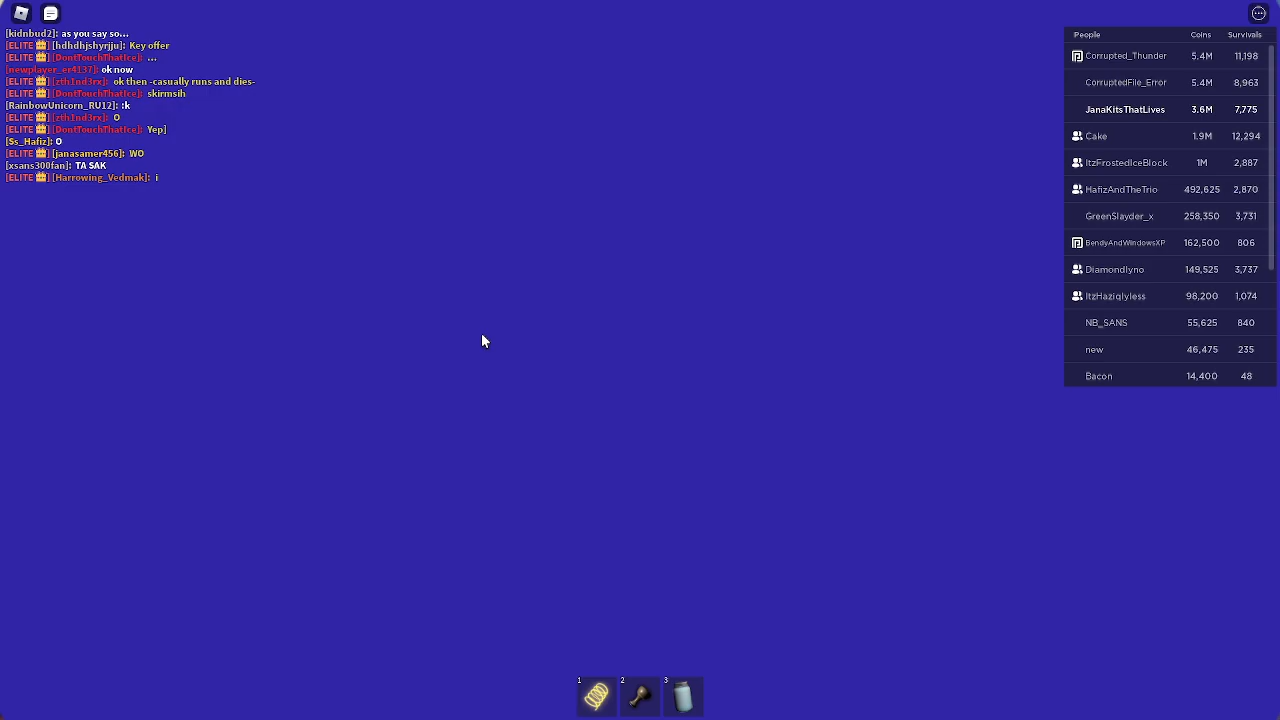 [kidnbud2]: as you say so...
[ELITE] [hdhdhjshyrjju]: Key offer
[ELITE] [DontTouchThatIce]: ...
[newplayer_er4137]: ok now
[ELITE] [zth1nd3rx]: ok then -casually runs and dies-
[ELITE] [DontTouchThatIce]: skirmsih
[RainbowUnicorn_RU12]: :k
[ELITE] [zth1nd3rx]: O
[ELITE] [DontTouchThatIce]: Yep]
[$s_Hafiz]: O
[ELITE] [janasamer456]: WO
[xsans300fan]: TA SAK
[ELITE] [Harrowing_Vedmak]: i
People Coins Survivals
Corrupted_Thunder 5.4M 11,198
CorruptedFile_Error 5.4M 8,963
JanaKitsThatLives 3.6M 7,775
Cake 1.9M 12,294
ItzFrostedIceBlock 1M 2,887
HafizAndTheTrio 492,625 2,870
GreenSlayder_x 258,350 3,731
BendyAndWindowsXP 162,500 806
DiamondIyno 149,525 3,737
ItzHaziqIyless 98,200 1,074
NB_SANS 55,625 840
new 46,475 235
Bacon 14,400 48
1 2 3